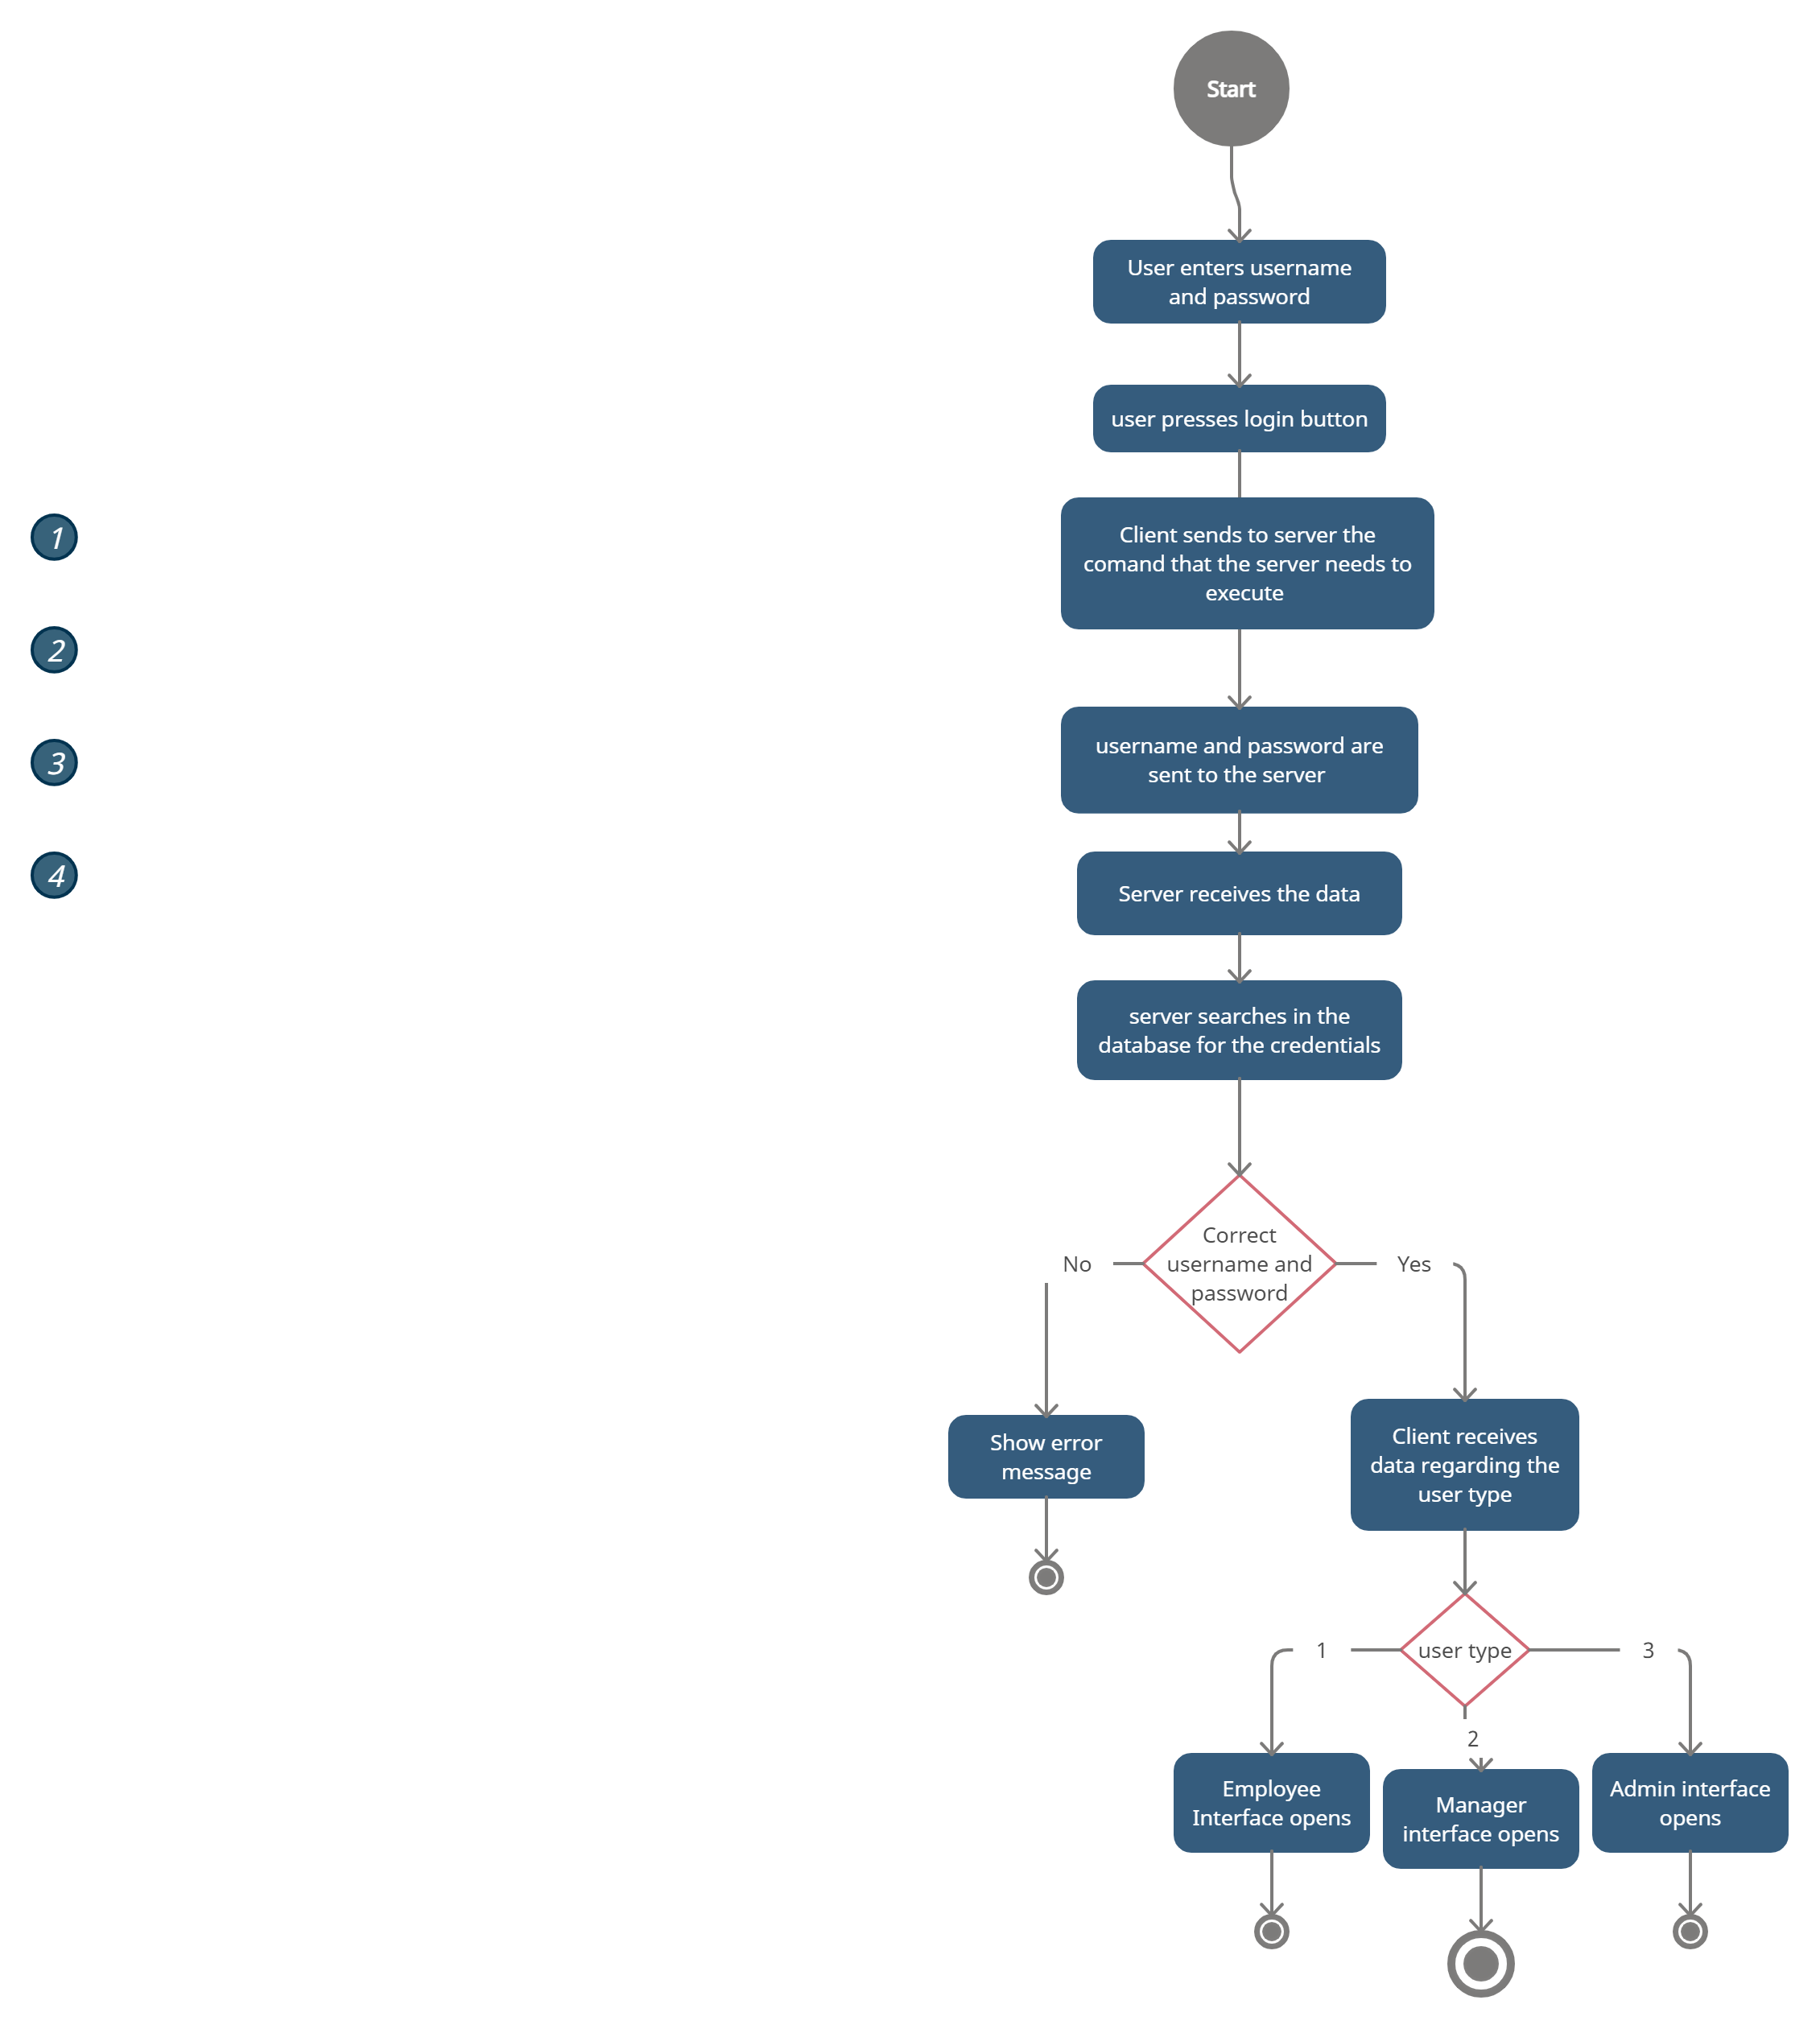 Start
User enters username
and password
user presses login button
Client sends to server the
comand that the server needs to
execute
1
2
3
4
username and password are
sent to the server
Server receives the data
server searches in the
database for the credentials
Correct
username and
password
No
Yes
Show error
message
Client receives
data regarding the
user type
user type
1
3
2
Employee
Interface opens
Manager
interface opens
Admin interface
opens